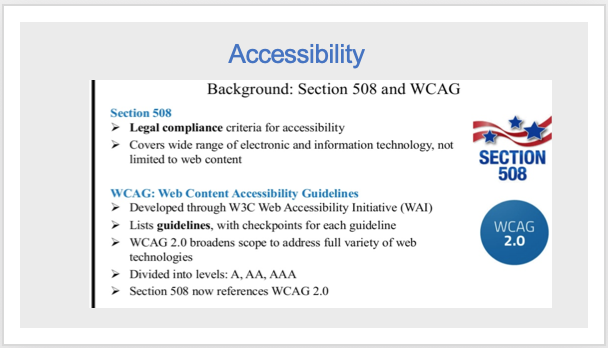 Accessibility
Background: Section 508 and WCAG
Section 508
➢ Legal compliance criteria for accessibility
➢ Covers wide range of electronic and information technology, not
limited to web content
SECTION
508
WCAG: Web Content Accessibility Guidelines
➢ Developed through W3C Web Accessibility Initiative (WAI)
➢ Lists guidelines, with checkpoints for each guideline
➢ WCAG 2.0 broadens scope to address full variety of web
technologies
➢ Divided into levels: A, AA, AAA
➢ Section 508 now references WCAG 2.0
WCAG
2.0